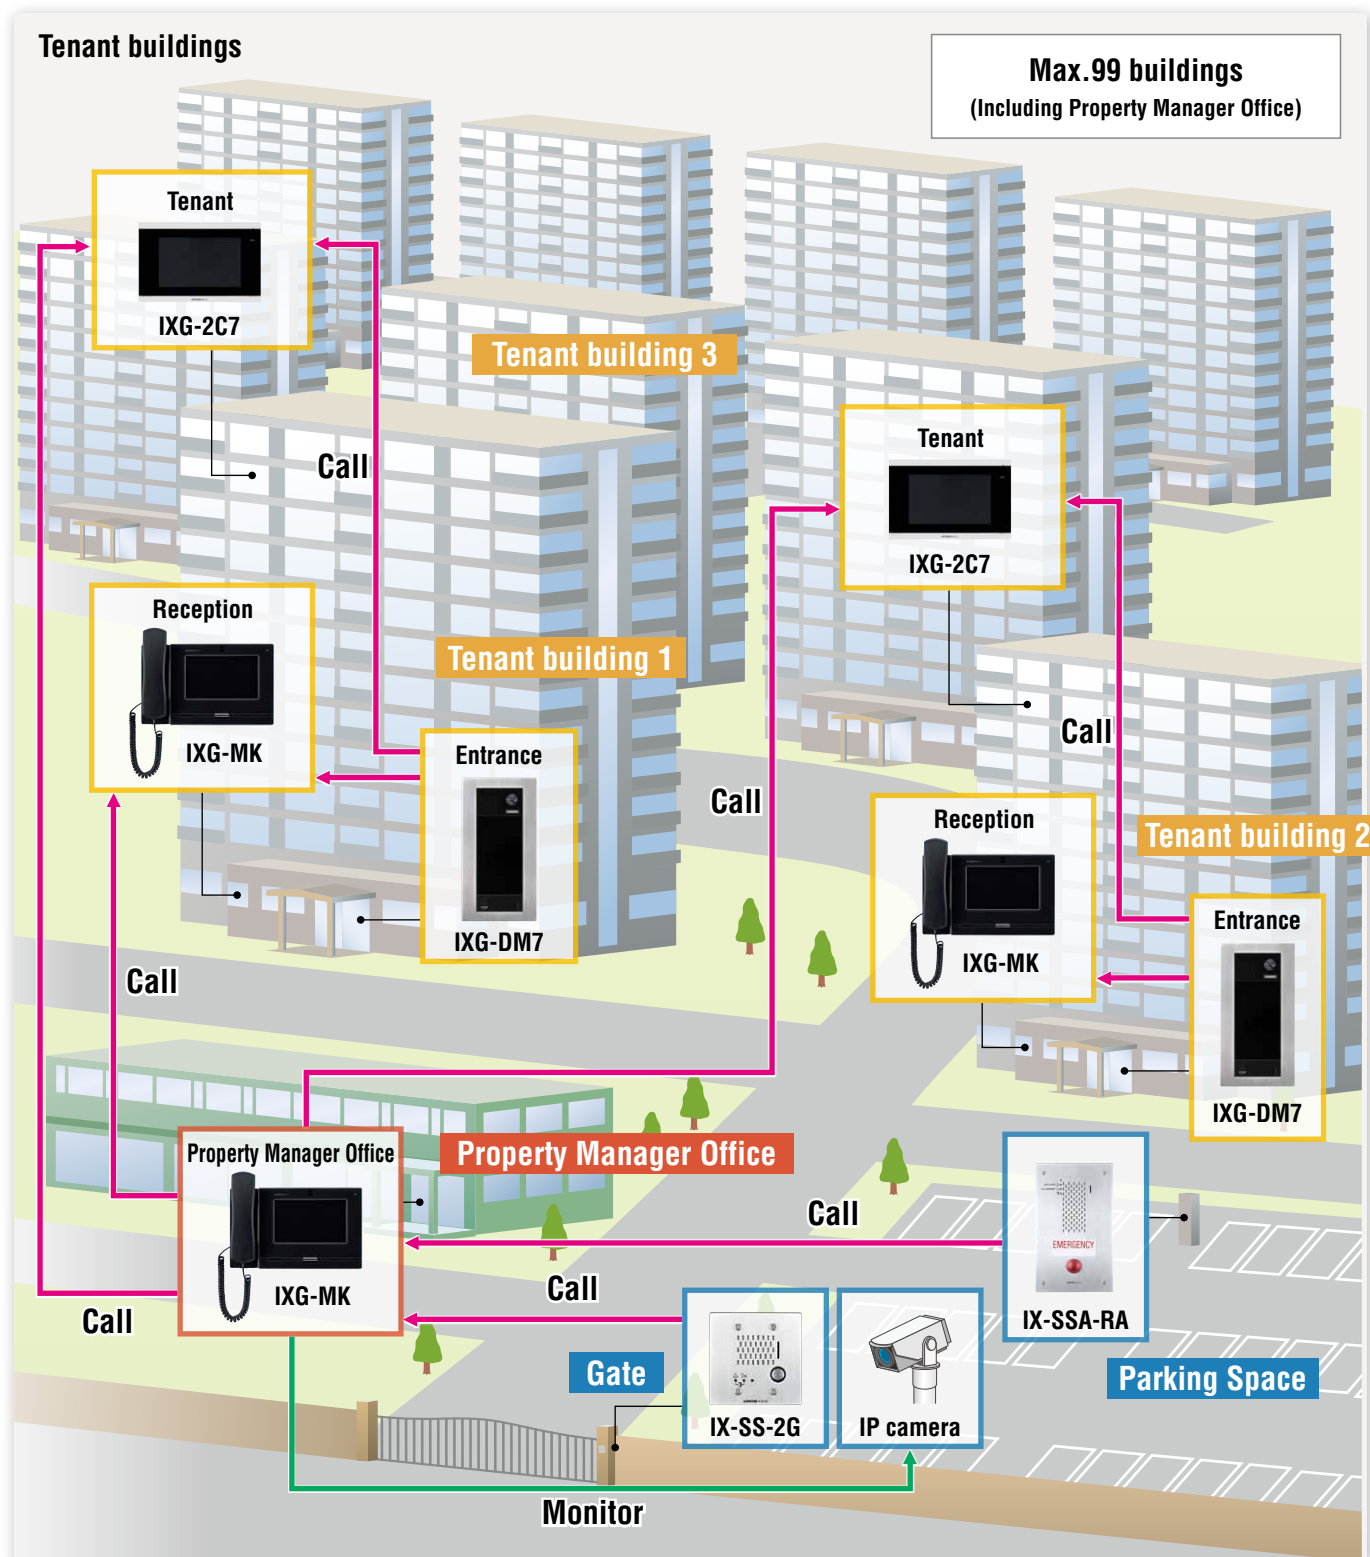 Tenant buildings
Max.99 buildings
(Including Property Manager Office)
Tenant
IXG-2C7
Tenant building 3
Call
Tenant
IXG-2C7
Reception
IXG-MK
Tenant building 1
Entrance
IXG-DM7
Call
Call
Reception
IXG-MK
Tenant building 2
Entrance
IXG-DM7
Call
Property Manager Office
IXG-MK
Property Manager Office
Call
EMERGENCY
IX-SSA-RA
Call
Call
Gate
IX-SS-2G
IP camera
Parking Space
Monitor